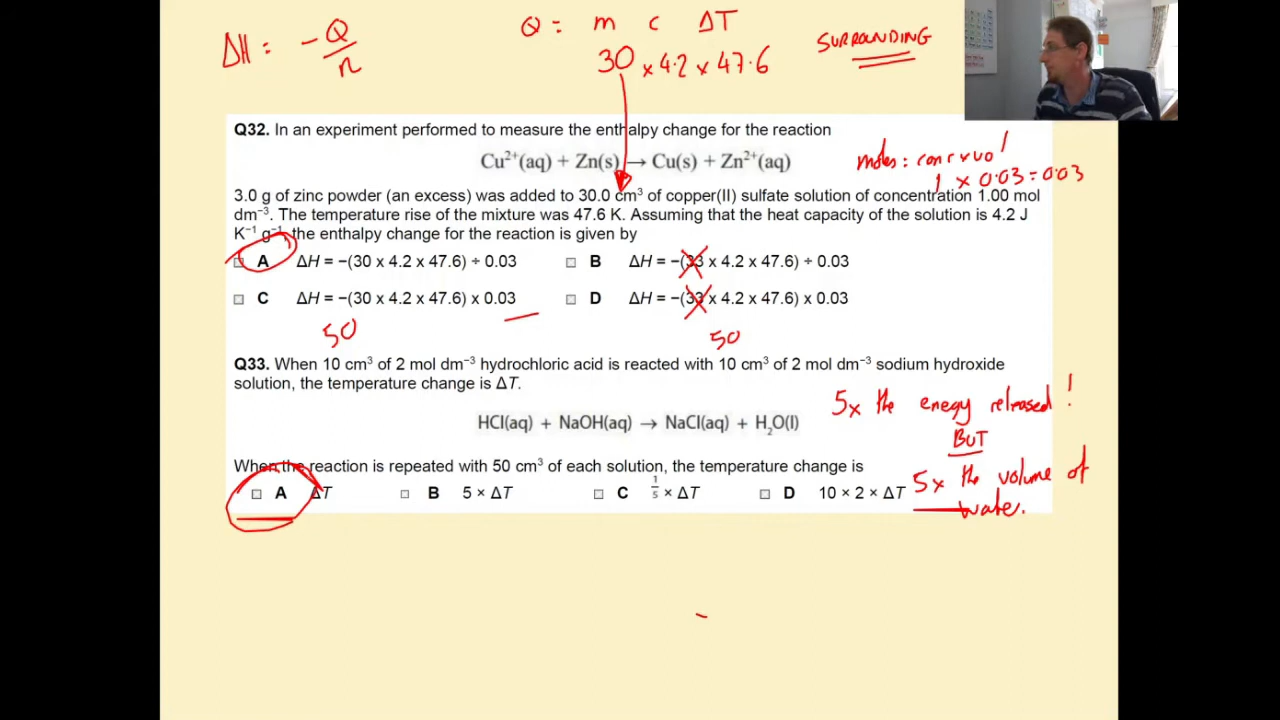 ΔH = -Q/n
Q = m c ΔT
30 x 4.2 x 47.6
SURROUNDING
Q32. In an experiment performed to measure the enthalpy change for the reaction
Cu²⁺(aq) + Zn(s) → Cu(s) + Zn²⁺(aq)
moles = conc x vol
1 x 0.03 = 0.03
3.0 g of zinc powder (an excess) was added to 30.0 cm³ of copper(II) sulfate solution of concentration 1.00 mol
dm⁻³. The temperature rise of the mixture was 47.6 K. Assuming that the heat capacity of the solution is 4.2 J
K⁻¹ g⁻¹, the enthalpy change for the reaction is given by
A ΔH = −(30 x 4.2 x 47.6) ÷ 0.03 B ΔH = −(33 x 4.2 x 47.6) ÷ 0.03
C ΔH = −(30 x 4.2 x 47.6) x 0.03 D ΔH = −(33 x 4.2 x 47.6) x 0.03
50 50
Q33. When 10 cm³ of 2 mol dm⁻³ hydrochloric acid is reacted with 10 cm³ of 2 mol dm⁻³ sodium hydroxide
solution, the temperature change is ΔT.
HCl(aq) + NaOH(aq) → NaCl(aq) + H₂O(l)
5x the enegy released!
BUT
5x the volume of
water.
When the reaction is repeated with 50 cm³ of each solution, the temperature change is
A ΔT B 5 × ΔT C 1/5 × ΔT D 10 × 2 × ΔT